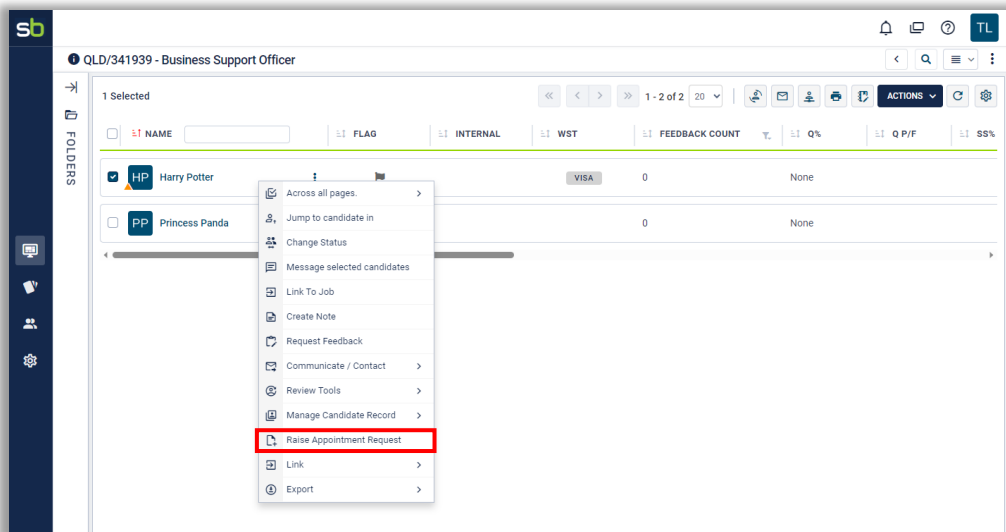 sb
TL
QLD/341939 - Business Support Officer
1 Selected
1 - 2 of 2 20 ACTIONS
FOLDERS
NAME FLAG INTERNAL WST FEEDBACK COUNT Q% Q P/F SS%
HP Harry Potter VISA 0 None
PP Princess Panda 0 None
Across all pages.
Jump to candidate in
Change Status
Message selected candidates
Link To Job
Create Note
Request Feedback
Communicate / Contact
Review Tools
Manage Candidate Record
Raise Appointment Request
Link
Export